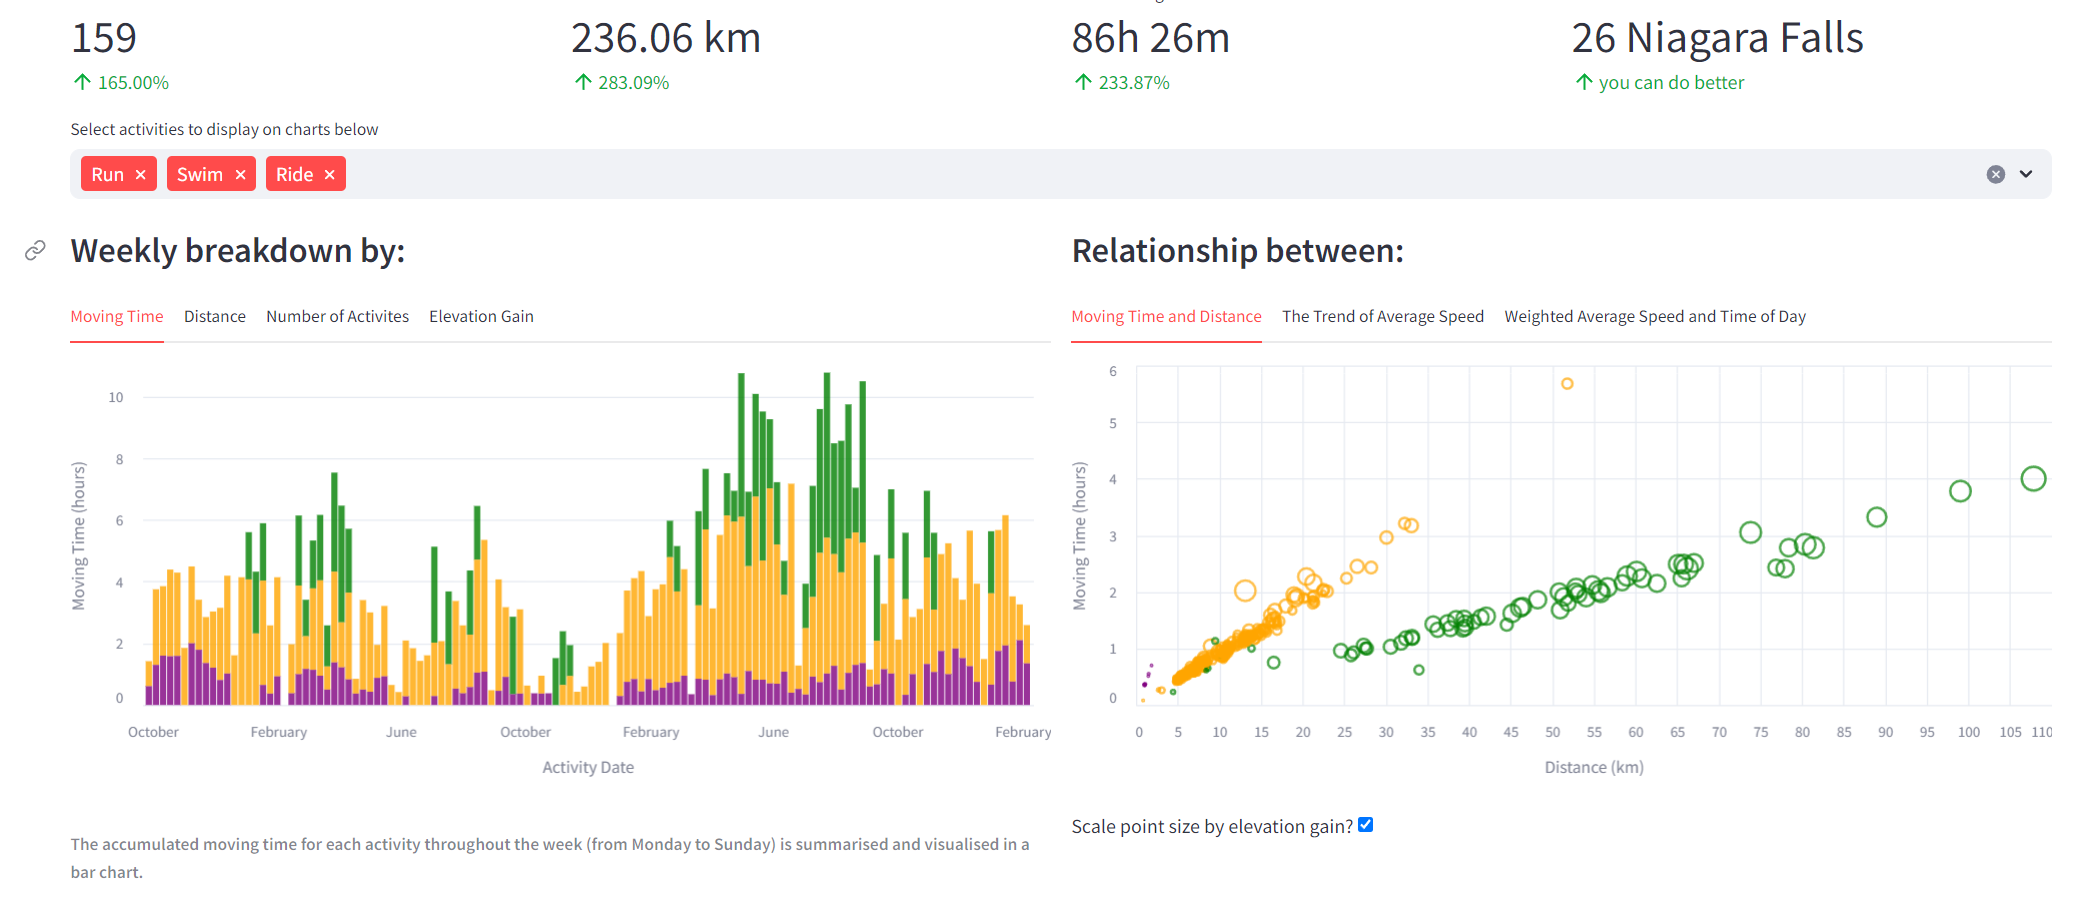 159
236.06 km
86h 26m
26 Niagara Falls
↑ 165.00%
↑ 283.09%
↑ 233.87%
↑ you can do better
Select activities to display on charts below
Run ×
Swim ×
Ride ×
Weekly breakdown by:
Moving Time
Distance
Number of Activites
Elevation Gain
10
8
6
4
2
0
Moving Time (hours)
October
February
June
October
February
June
October
February
Activity Date
The accumulated moving time for each activity throughout the week (from Monday to Sunday) is summarised and visualised in a
bar chart.
Relationship between:
Moving Time and Distance
The Trend of Average Speed
Weighted Average Speed and Time of Day
6
5
4
3
2
1
0
Moving Time (hours)
0
5
10
15
20
25
30
35
40
45
50
55
60
65
70
75
80
85
90
95
100
105
110
Distance (km)
Scale point size by elevation gain?